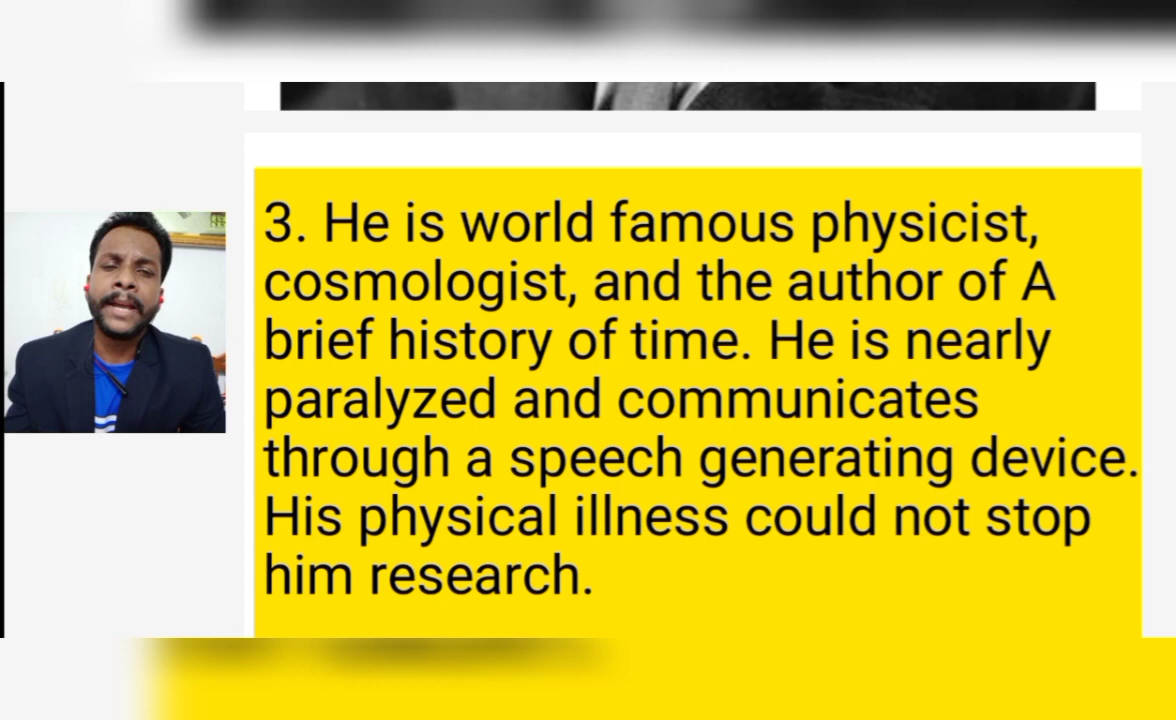 3. He is world famous physicist,
cosmologist, and the author of A
brief history of time. He is nearly
paralyzed and communicates
through a speech generating device.
His physical illness could not stop
him research.